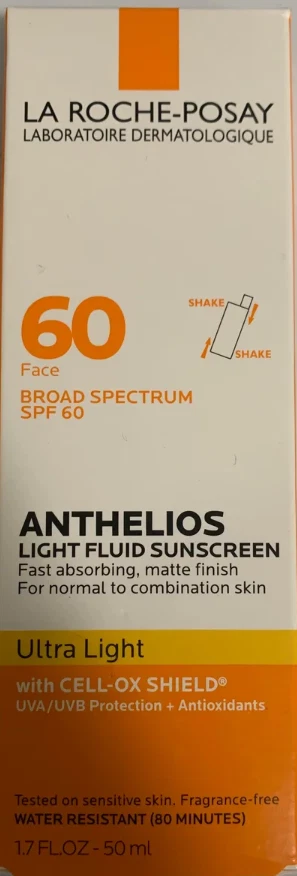 LA ROCHE-POSAY
LABORATOIRE DERMATOLOGIQUE
60
Face
BROAD SPECTRUM
SPF 60
SHAKE
SHAKE
ANTHELIOS
LIGHT FLUID SUNSCREEN
Fast absorbing, matte finish
For normal to combination skin
Ultra Light
with CELL-OX SHIELD®
UVA/UVB Protection + Antioxidants
Tested on sensitive skin. Fragrance-free
WATER RESISTANT (80 MINUTES)
1.7 FL.OZ - 50 ml